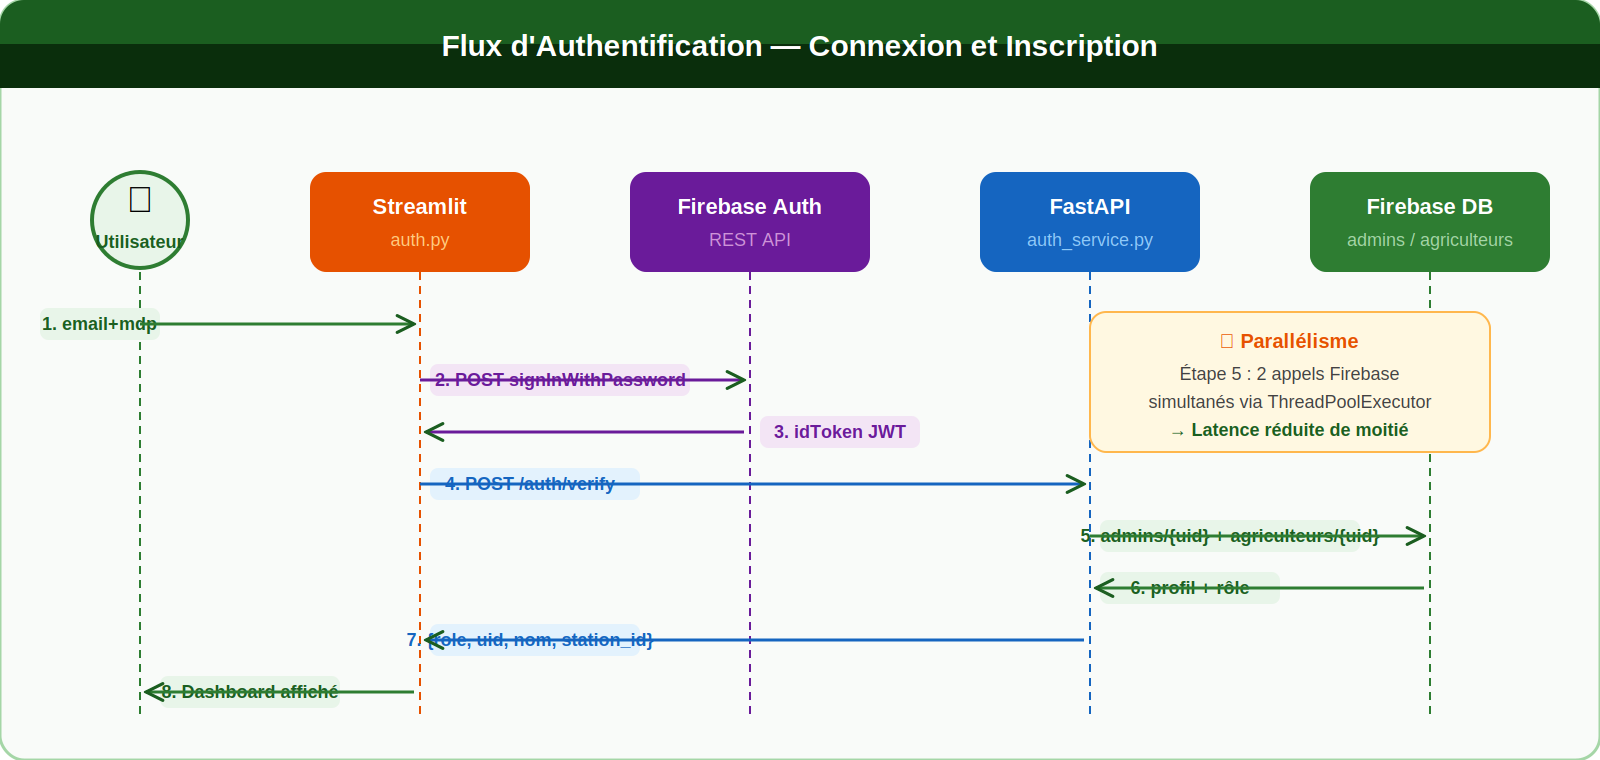 Flux d'Authentification — Connexion et Inscription
Utilisateur
Streamlit
auth.py
Firebase Auth
REST API
FastAPI
auth_service.py
Firebase DB
admins / agriculteurs
1. email+mdp
Parallélisme
Étape 5 : 2 appels Firebase
simultanés via ThreadPoolExecutor
→ Latence réduite de moitié
2. POST signInWithPassword
3. idToken JWT
4. POST /auth/verify
5. admins/{uid} + agriculteurs/{uid}
6. profil + rôle
7. {role, uid, nom, station_id}
8. Dashboard affiché